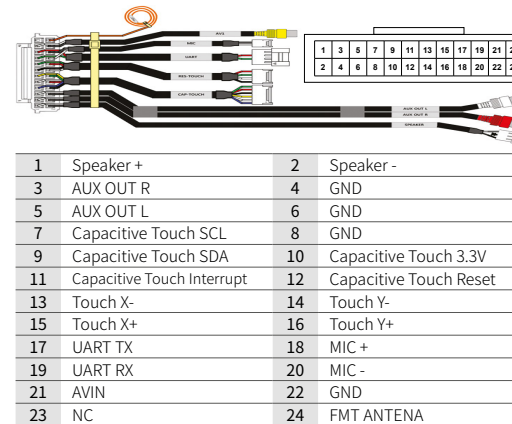 AV1
MIC
UART
RES-TOUCH
CAP-TOUCH
AUX OUT L
AUX OUT R
SPEAKER
1 3 5 7 9 11 13 15 17 19 21
2 4 6 8 10 12 14 16 18 20 22
1 Speaker + 2 Speaker -
3 AUX OUT R 4 GND
5 AUX OUT L 6 GND
7 Capacitive Touch SCL 8 GND
9 Capacitive Touch SDA 10 Capacitive Touch 3.3V
11 Capacitive Touch Interrupt 12 Capacitive Touch Reset
13 Touch X- 14 Touch Y-
15 Touch X+ 16 Touch Y+
17 UART TX 18 MIC +
19 UART RX 20 MIC -
21 AVIN 22 GND
23 NC 24 FMT ANTENA